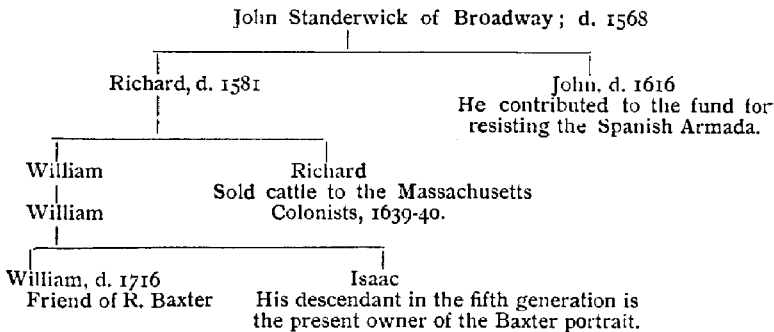 John Standerwick of Broadway; d. 1568
Richard, d. 1581
John, d. 1616
He contributed to the fund for
resisting the Spanish Armada.
William
Richard
Sold cattle to the Massachusetts
Colonists, 1639-40.
William
William, d. 1716
Friend of R. Baxter
Isaac
His descendant in the fifth generation is
the present owner of the Baxter portrait.